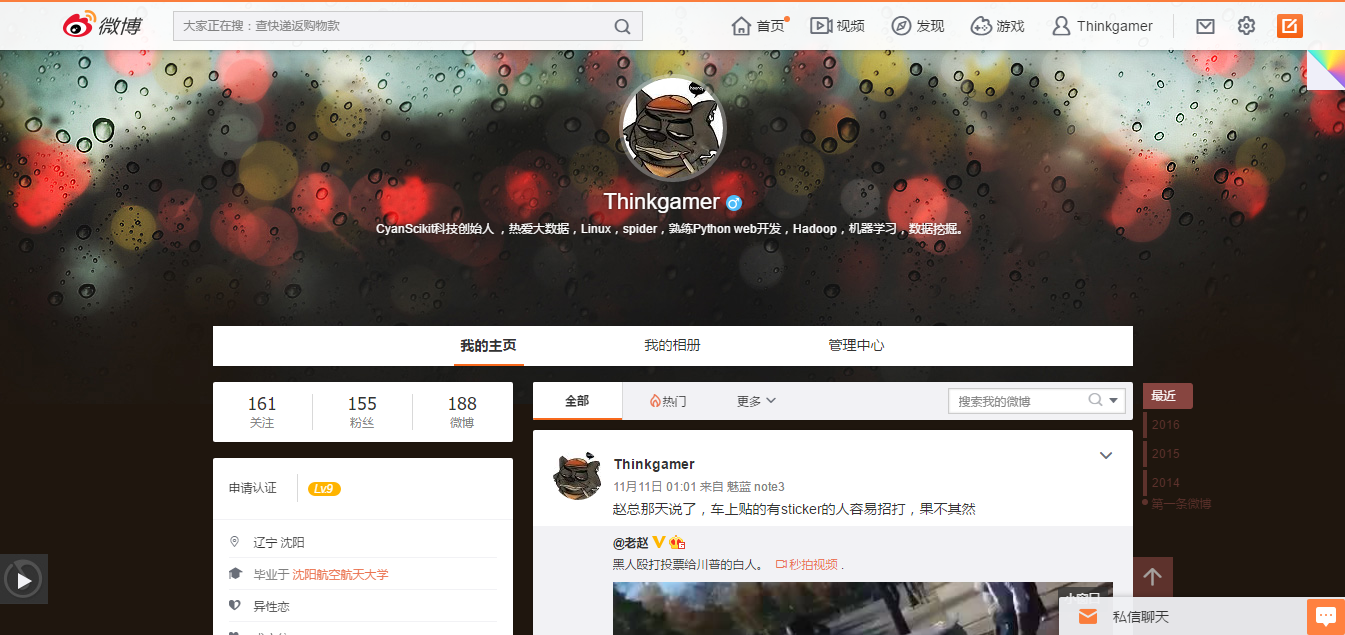 微博
大家正在搜：查快递返购物款
首页 视频 发现 游戏 Thinkgamer
Thinkgamer
CyanScikit科技创始人 ，热爱大数据，Linux，spider，熟练Python web开发，Hadoop，机器学习，数据挖掘。
我的主页 我的相册 管理中心
161 155 188
关注 粉丝 微博
全部 热门 更多 搜索我的微博
最近
2016
2015
2014
第一条微博
申请认证 Lv9
辽宁 沈阳
毕业于 沈阳航空航天大学
异性恋
Thinkgamer
11月11日 01:01 来自 魅蓝 note3
赵总那天说了，车上贴的有sticker的人容易招打，果不其然
@老赵
黑人殴打投票给川普的白人。 秒拍视频 .
私信聊天